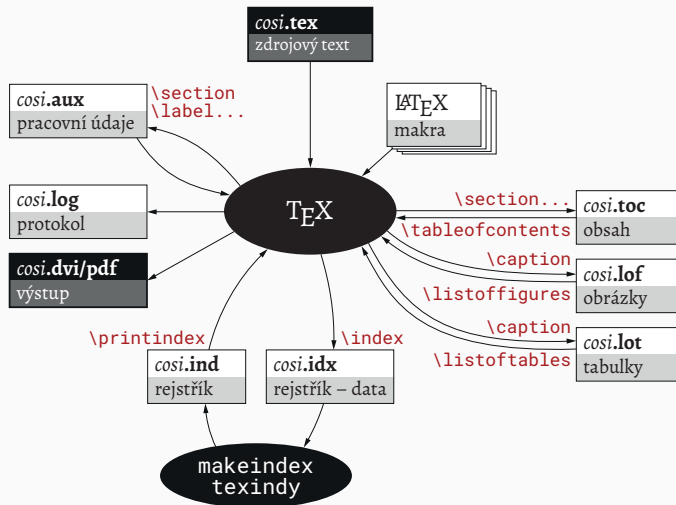 cosi.tex
zdrojový text
cosi.aux
pracovní údaje
\section
\label...
LATEX
makra
cosi.log
protokol
TEX
\section...
\tableofcontents
cosi.toc
obsah
cosi.dvi/pdf
výstup
\caption
\listoffigures
cosi.lof
obrázky
\printindex
\index
\caption
\listoftables
cosi.lot
tabulky
cosi.ind
rejstřík
cosi.idx
rejstřík – data
makeindex
texindy